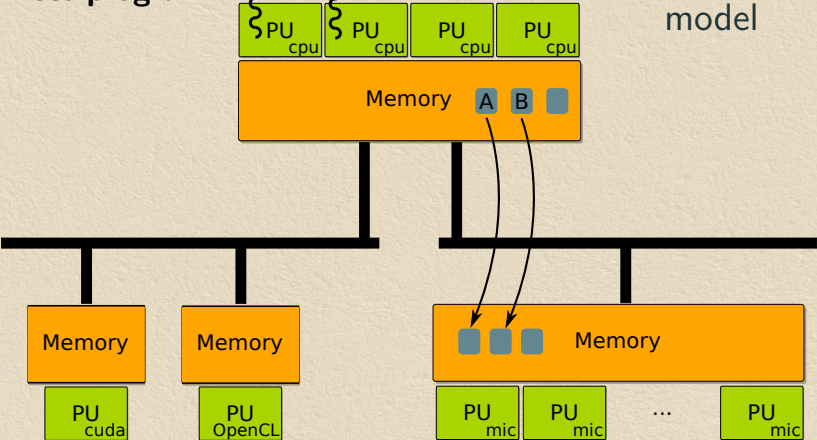 model
PU cpu PU cpu PU cpu PU cpu
Memory A B
Memory Memory Memory
PU cuda PU OpenCL PU mic PU mic ... PU mic